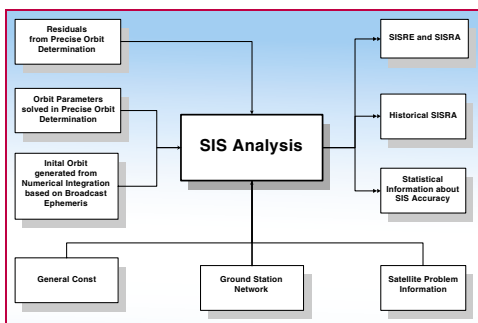 Residuals
from Precise Orbit
Determination
SISRE and SISRA
Orbit Parameters
solved in Precise Orbit
Determination
SIS Analysis
Historical SISRA
Inital Orbit
generated from
Numerical Integration
based on Broadcast
Ephemeris
Statistical
Information about
SIS Accuracy
General Const
Ground Station
Network
Satellite Problem
Information